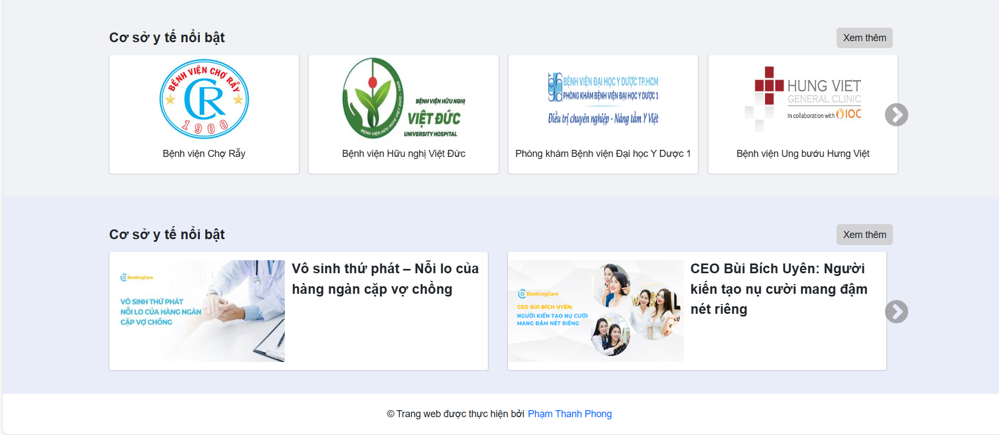 Cơ sở y tế nổi bật
Xem thêm
BỆNH VIỆN CHỢ RẪY
CR
1900
Bệnh viện Chợ Rẫy
BỆNH VIỆN HỮU NGHỊ VIỆT ĐỨC - 1906
BỆNH VIỆN HỮU NGHỊ
VIỆT ĐỨC
UNIVERSITY HOSPITAL
Bệnh viện Hữu nghị Việt Đức
BỆNH VIỆN ĐẠI HỌC Y DƯỢC TP.HCM
PHÒNG KHÁM BỆNH VIỆN ĐẠI HỌC Y DƯỢC 1
Điều trị chuyên nghiệp - Nâng tầm Y Việt
Phòng khám Bệnh viện Đại học Y Dược 1
HUNG VIET
GENERAL CLINIC
In collaboration with IOC
Bệnh viện Ung bướu Hưng Việt
Cơ sở y tế nổi bật
Xem thêm
BookingCare
VÔ SINH THỨ PHÁT
NỖI LO CỦA HÀNG NGÀN
CẶP VỢ CHỒNG
Vô sinh thứ phát – Nỗi lo của
hàng ngàn cặp vợ chồng
BookingCare
CEO BÙI BÍCH UYÊN:
NGƯỜI KIẾN TẠO NỤ CƯỜI
MANG ĐẬM NÉT RIÊNG
CEO Bùi Bích Uyên: Người
kiến tạo nụ cười mang đậm
nét riêng
© Trang web được thực hiện bởi Phạm Thanh Phong